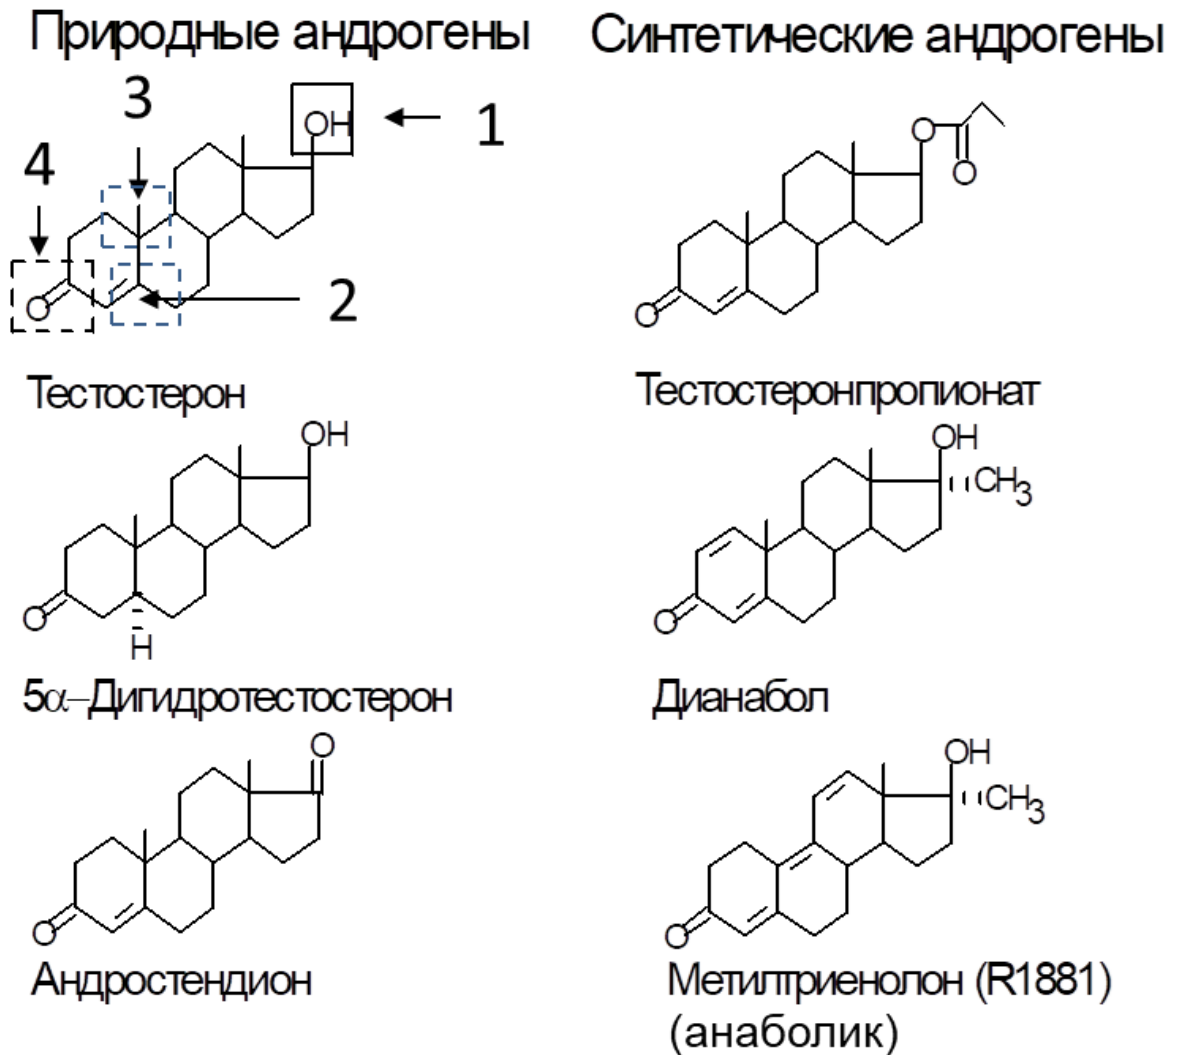 Природные андрогены
Синтетические андрогены
3
OH
1
4
O
2
Тестостерон
O
O
O
Тестостеронпропионат
OH
O
H
5α–Дигидротестостерон
OH
CH3
O
Дианабол
O
O
Андростендион
OH
CH3
O
Метилтриенолон (R1881)
(анаболик)